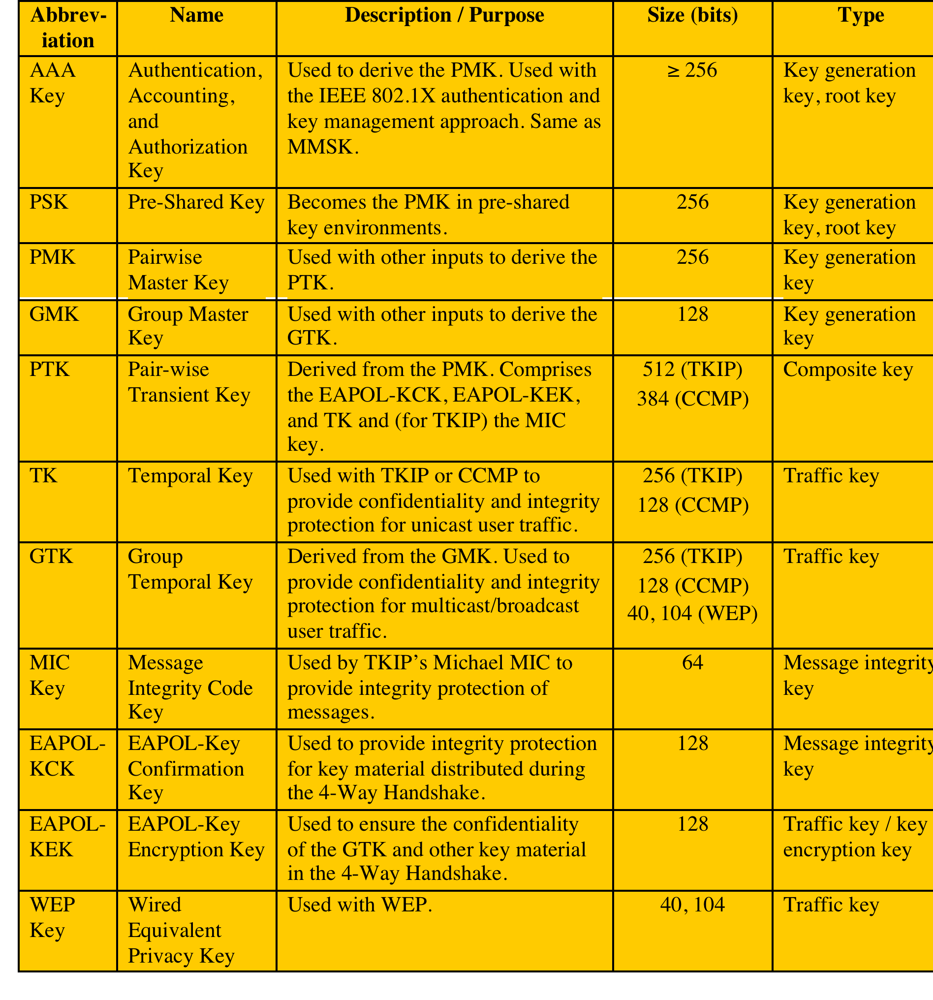 Abbrev-
iation
Name
Description / Purpose
Size (bits)
Type
AAA
Key
Authentication,
Accounting,
and
Authorization
Key
Used to derive the PMK. Used with
the IEEE 802.1X authentication and
key management approach. Same as
MMSK.
≥ 256
Key generation
key, root key
PSK
Pre-Shared Key
Becomes the PMK in pre-shared
key environments.
256
Key generation
key, root key
PMK
Pairwise
Master Key
Used with other inputs to derive the
PTK.
256
Key generation
key
GMK
Group Master
Key
Used with other inputs to derive the
GTK.
128
Key generation
key
PTK
Pair-wise
Transient Key
Derived from the PMK. Comprises
the EAPOL-KCK, EAPOL-KEK,
and TK and (for TKIP) the MIC
key.
512 (TKIP)
384 (CCMP)
Composite key
TK
Temporal Key
Used with TKIP or CCMP to
provide confidentiality and integrity
protection for unicast user traffic.
256 (TKIP)
128 (CCMP)
Traffic key
GTK
Group
Temporal Key
Derived from the GMK. Used to
provide confidentiality and integrity
protection for multicast/broadcast
user traffic.
256 (TKIP)
128 (CCMP)
40, 104 (WEP)
Traffic key
MIC
Key
Message
Integrity Code
Key
Used by TKIP’s Michael MIC to
provide integrity protection of
messages.
64
Message integrity
key
EAPOL-
KCK
EAPOL-Key
Confirmation
Key
Used to provide integrity protection
for key material distributed during
the 4-Way Handshake.
128
Message integrity
key
EAPOL-
KEK
EAPOL-Key
Encryption Key
Used to ensure the confidentiality
of the GTK and other key material
in the 4-Way Handshake.
128
Traffic key / key
encryption key
WEP
Key
Wired
Equivalent
Privacy Key
Used with WEP.
40, 104
Traffic key